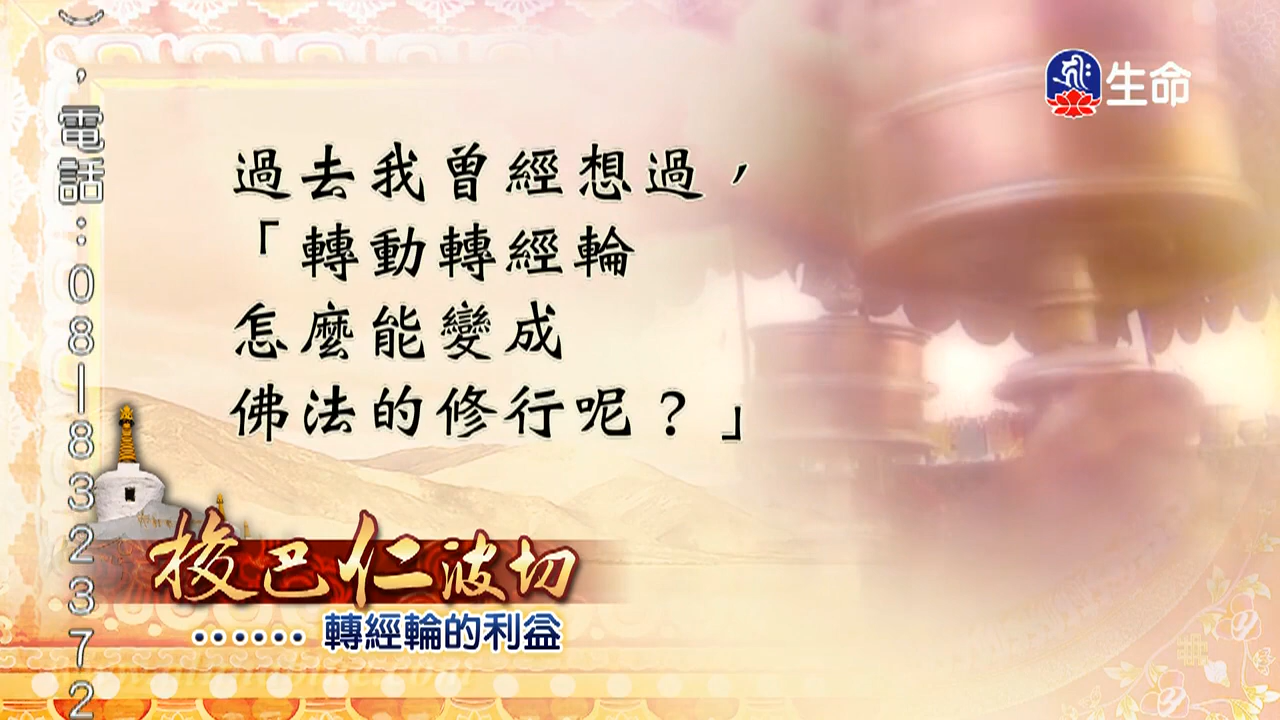 過去我曾經想過，
「轉動轉經輪
怎麼能變成
佛法的修行呢？」
生命
梭巴仁波切
……轉經輪的利益
），電話：08-832372